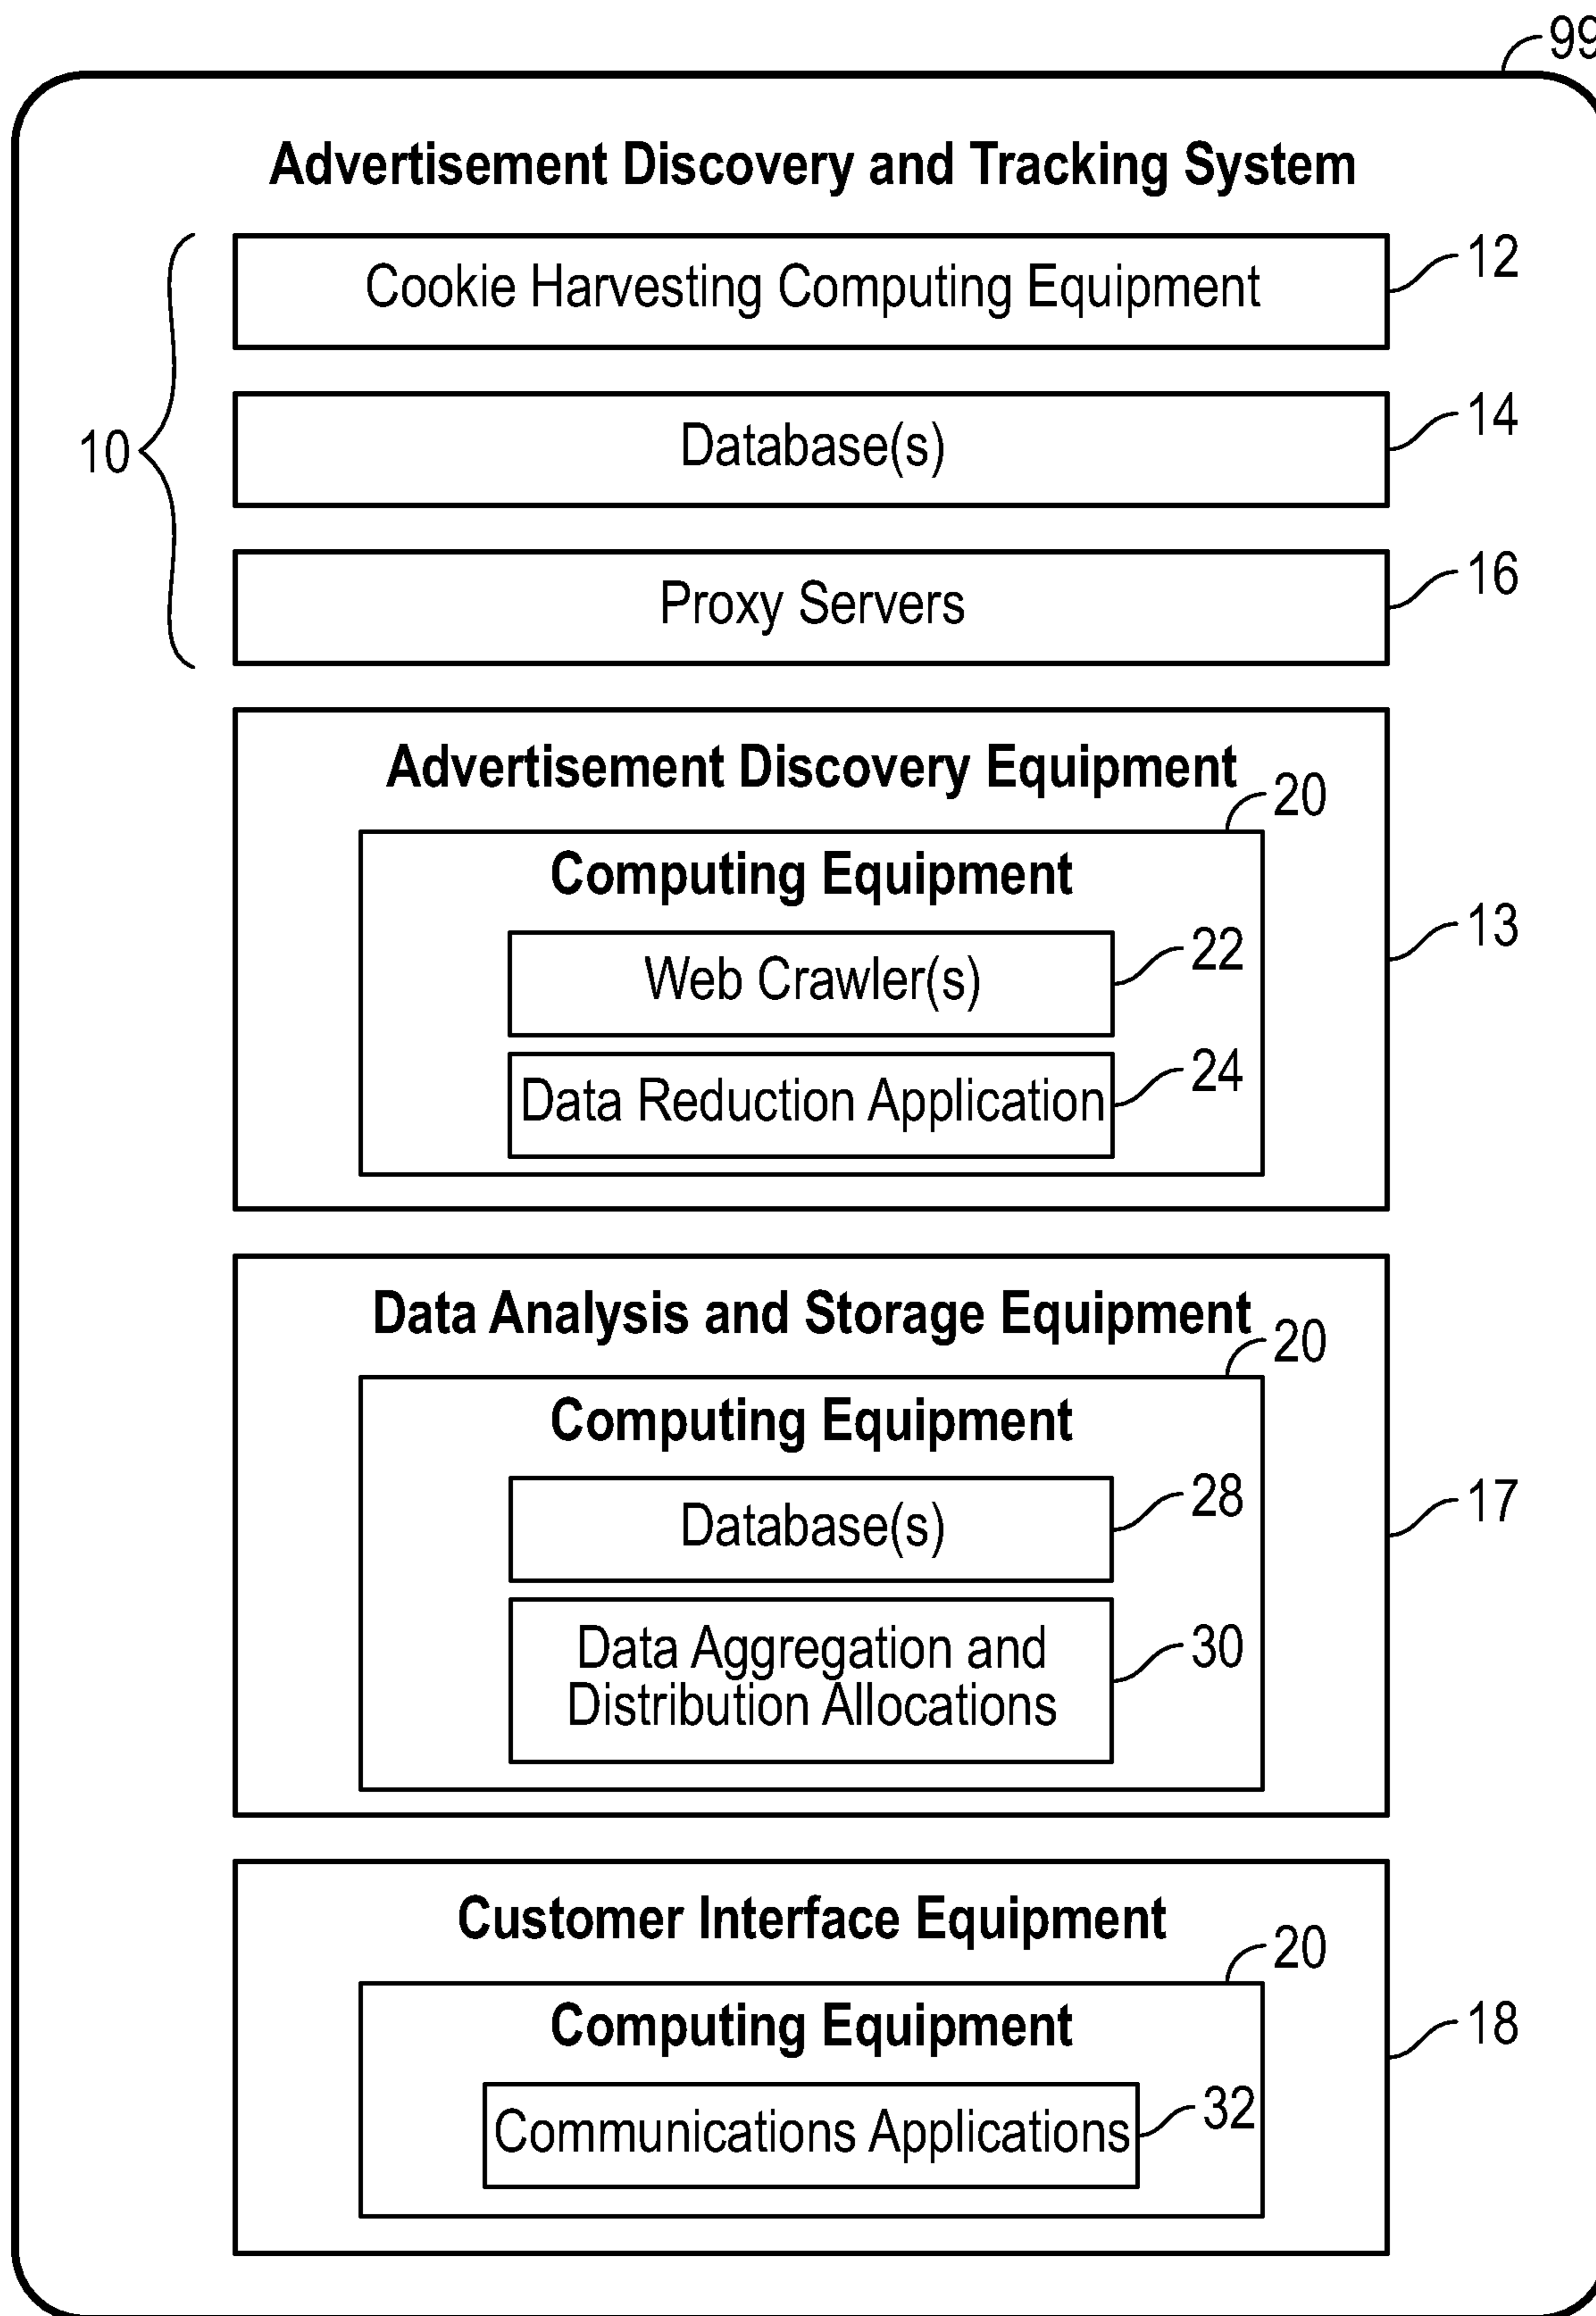 99
Advertisement Discovery and Tracking System
Cookie Harvesting Computing Equipment
12
10
Database(s)
14
Proxy Servers
16
Advertisement Discovery Equipment
20
Computing Equipment
Web Crawler(s)
22
13
Data Reduction Application
24
Data Analysis and Storage Equipment
20
Computing Equipment
Database(s)
28
17
Data Aggregation and
Distribution Allocations
30
Customer Interface Equipment
20
Computing Equipment
18
Communications Applications
32